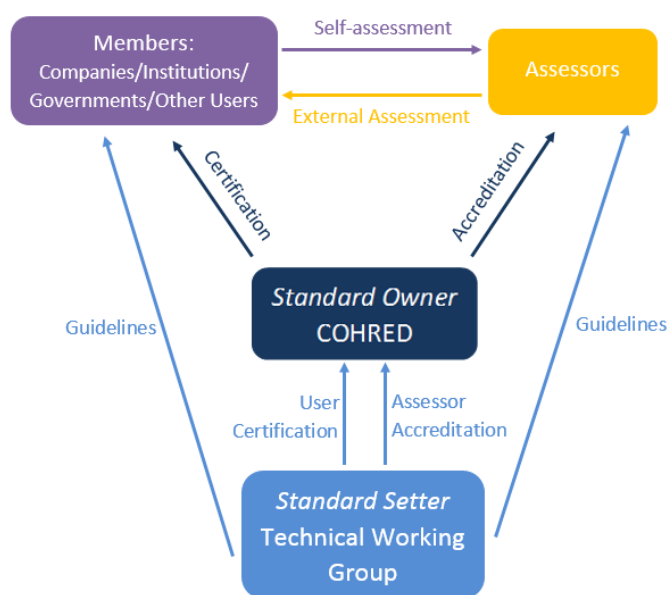 Members:
Companies/Institutions/
Governments/Other Users
Self-assessment
Assessors
External Assessment
Certification
Accreditation
Standard Owner
COHRED
Guidelines
Guidelines
User
Certification
Assessor
Accreditation
Standard Setter
Technical Working
Group